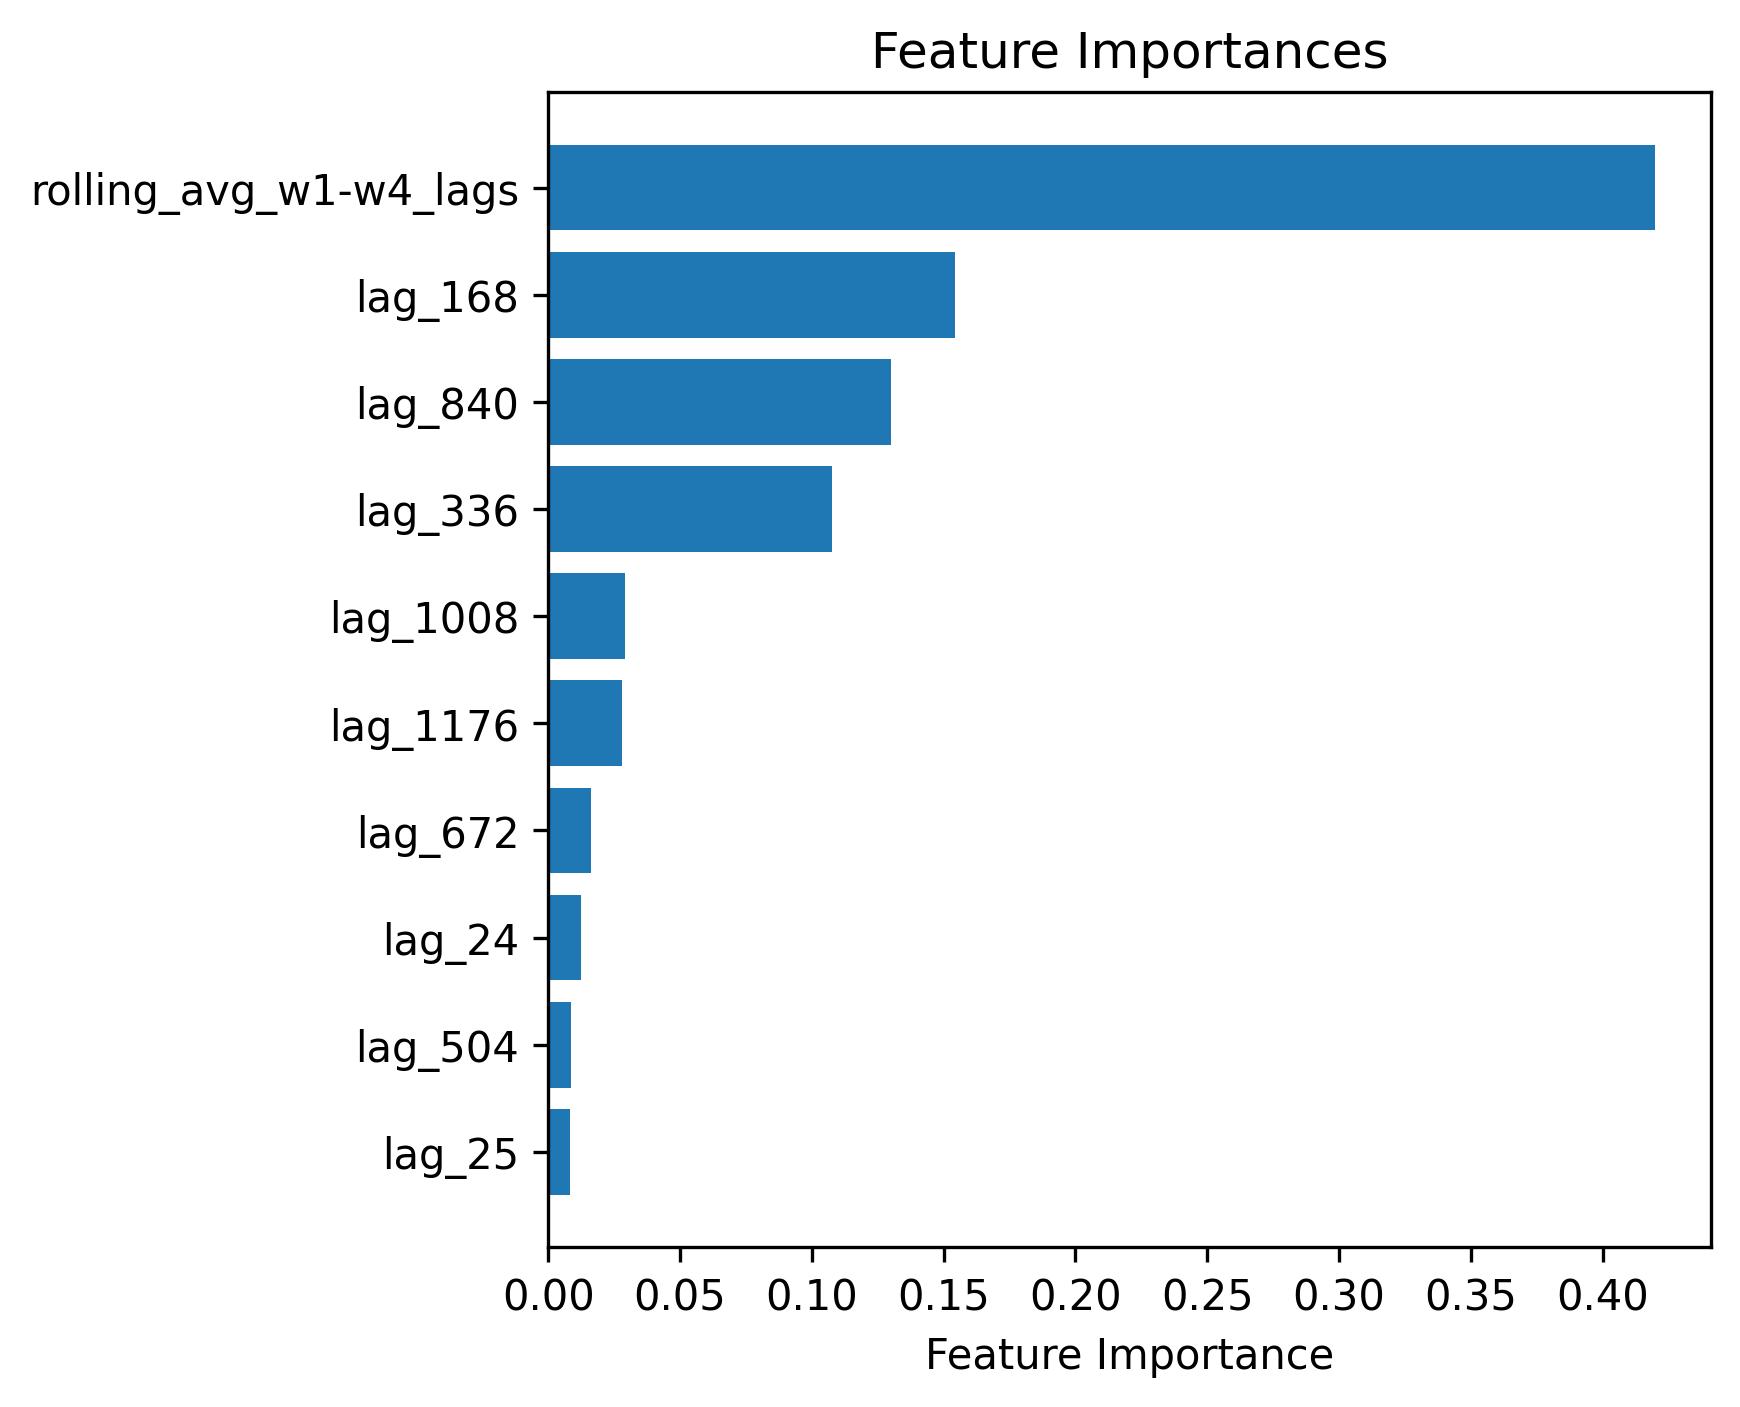 Feature Importances
rolling_avg_w1-w4_lags
lag_168
lag_840
lag_336
lag_1008
lag_1176
lag_672
lag_24
lag_504
lag_25
0.00 0.05 0.10 0.15 0.20 0.25 0.30 0.35 0.40
Feature Importance